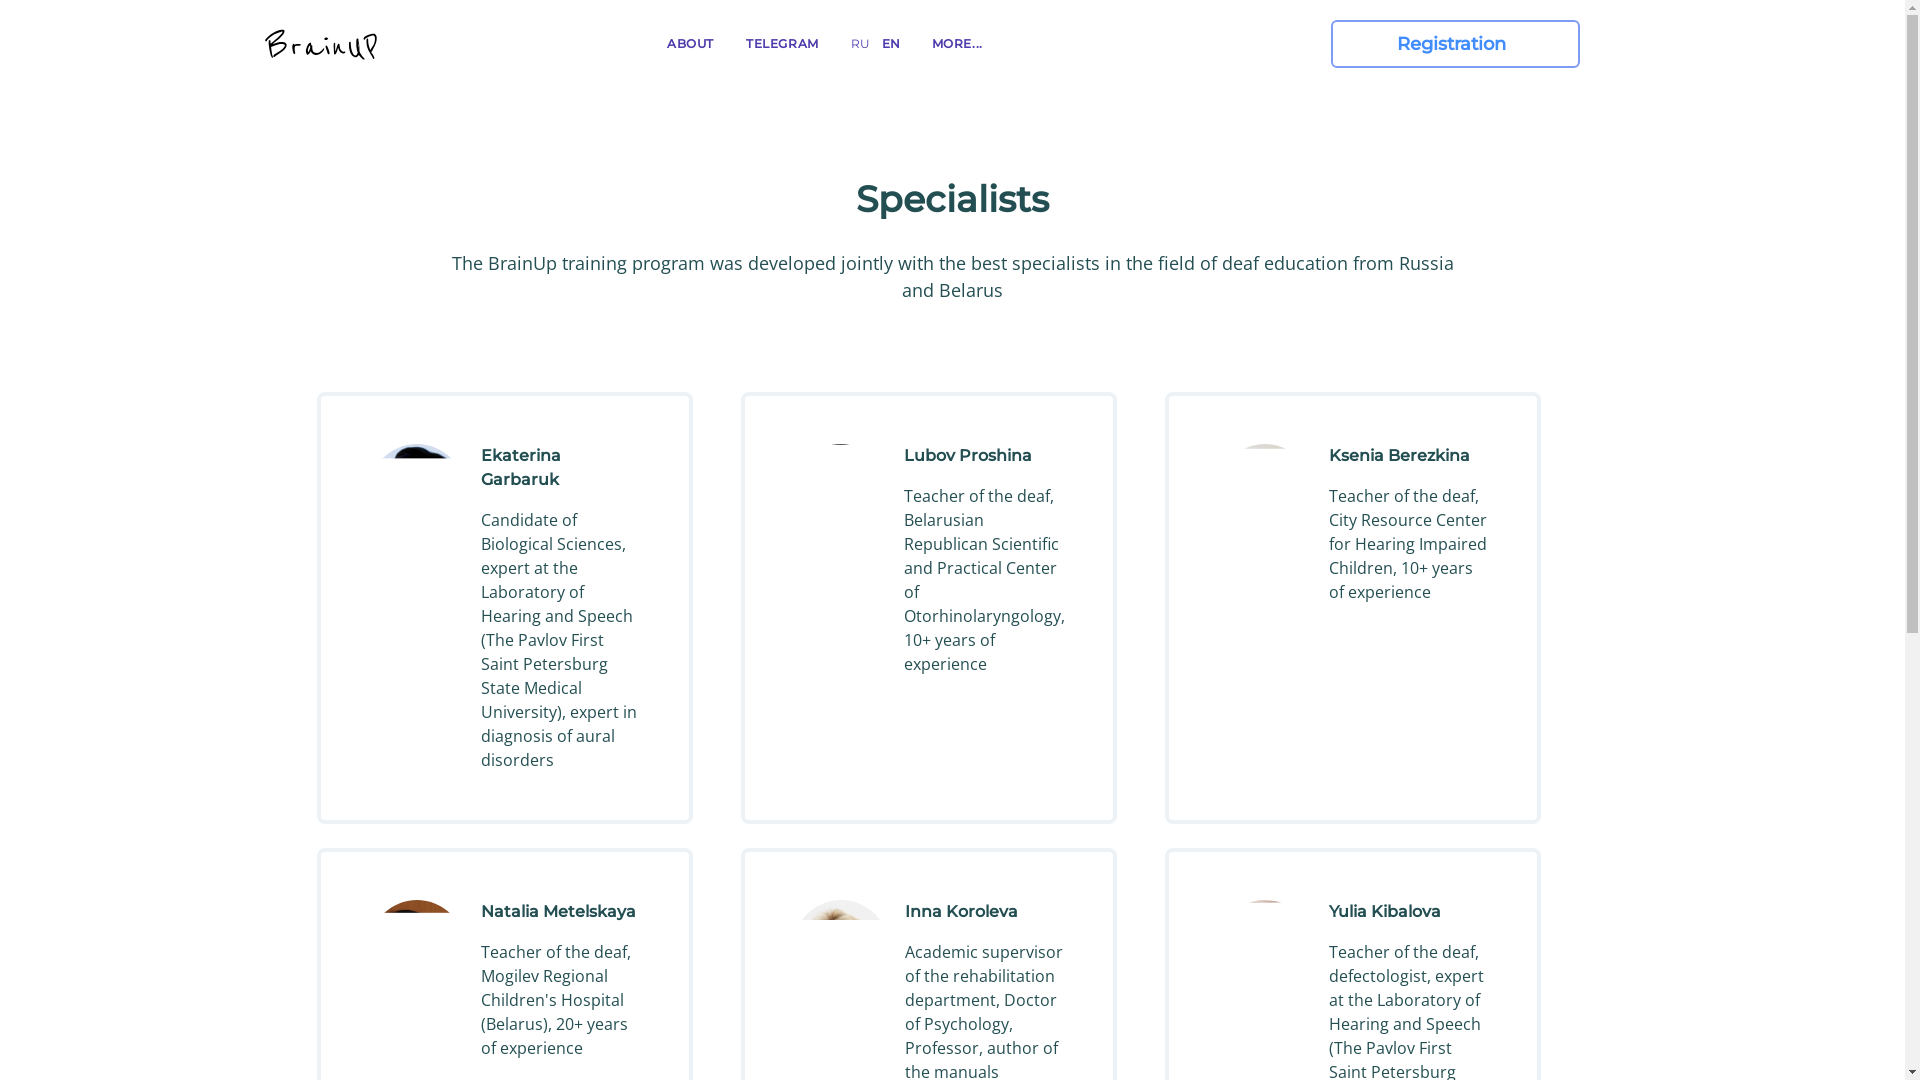 BrainUP
ABOUT
TELEGRAM
RU
EN
MORE...
Registration
Specialists
The BrainUp training program was developed jointly with the best specialists in the field of deaf education from Russia
and Belarus
Ekaterina
Garbaruk
Candidate of
Biological Sciences,
expert at the
Laboratory of
Hearing and Speech
(The Pavlov First
Saint Petersburg
State Medical
University), expert in
diagnosis of aural
disorders
Lubov Proshina
Teacher of the deaf,
Belarusian
Republican Scientific
and Practical Center
of
Otorhinolaryngology,
10+ years of
experience
Ksenia Berezkina
Teacher of the deaf,
City Resource Center
for Hearing Impaired
Children, 10+ years
of experience
Natalia Metelskaya
Teacher of the deaf,
Mogilev Regional
Children's Hospital
(Belarus), 20+ years
of experience
Inna Koroleva
Academic supervisor
of the rehabilitation
department, Doctor
of Psychology,
Professor, author of
the manuals
Yulia Kibalova
Teacher of the deaf,
defectologist, expert
at the Laboratory of
Hearing and Speech
(The Pavlov First
Saint Petersburg